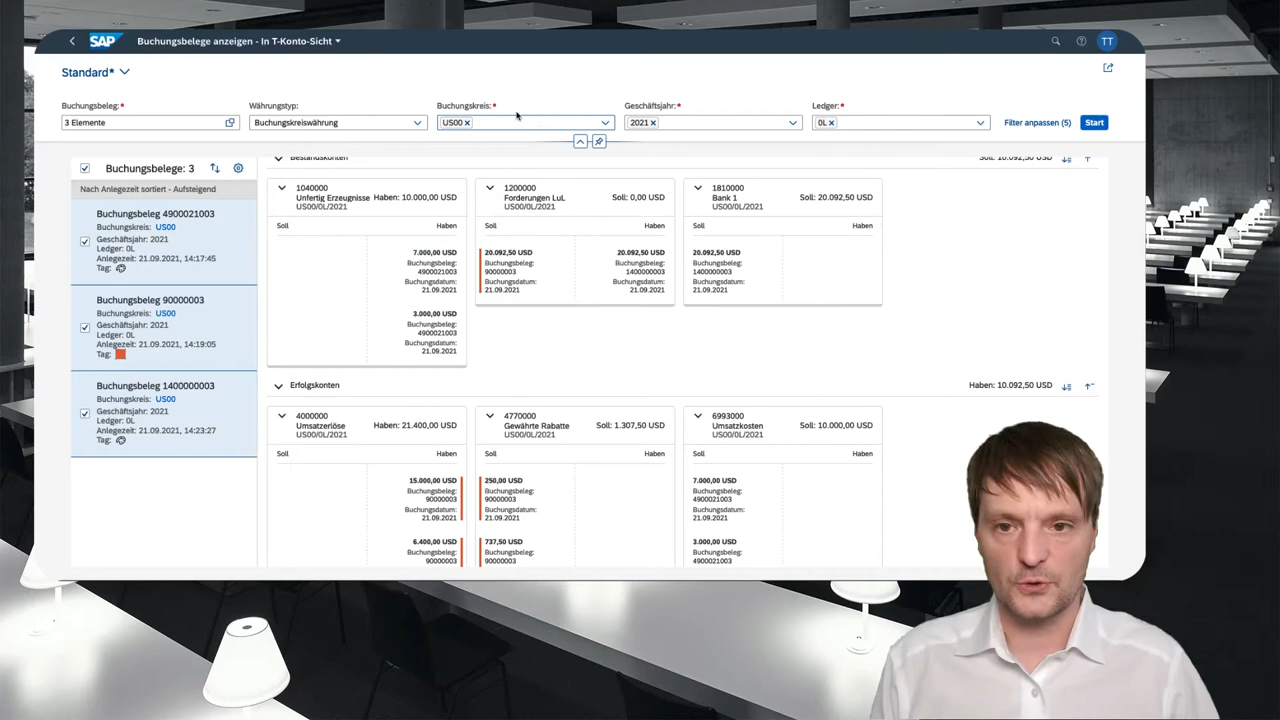 SAP
Buchungsbelege anzeigen - In T-Konto-Sicht
TT
Standard*
Buchungsbeleg:*
Währungstyp:
Buchungskreis:*
Geschäftsjahr:*
Ledger:*
3 Elemente
Buchungskreiswährung
US00
2021
0L
Filter anpassen (5)
Start
Buchungsbelege: 3
Nach Anlegezeit sortiert - Aufsteigend
Buchungsbeleg 4900021003
Buchungskreis: US00
Geschäftsjahr: 2021
Ledger: 0L
Anlegezeit: 21.09.2021, 14:17:45
Tag:
Buchungsbeleg 90000003
Buchungskreis: US00
Geschäftsjahr: 2021
Ledger: 0L
Anlegezeit: 21.09.2021, 14:19:05
Tag:
Buchungsbeleg 1400000003
Buchungskreis: US00
Geschäftsjahr: 2021
Ledger: 0L
Anlegezeit: 21.09.2021, 14:23:27
Tag:
Bestandskonten
Soll: 10.092,50 USD
1040000
Unfertig Erzeugnisse
US00/0L/2021
Haben: 10.000,00 USD
Soll
Haben
7.000,00 USD
Buchungsbeleg:
4900021003
Buchungsdatum:
21.09.2021
3.000,00 USD
Buchungsbeleg:
4900021003
Buchungsdatum:
21.09.2021
1200000
Forderungen LuL
US00/0L/2021
Soll: 0,00 USD
Soll
Haben
20.092,50 USD
Buchungsbeleg:
90000003
Buchungsdatum:
21.09.2021
20.092,50 USD
Buchungsbeleg:
1400000003
Buchungsdatum:
21.09.2021
1810000
Bank 1
US00/0L/2021
Soll: 20.092,50 USD
Soll
Haben
20.092,50 USD
Buchungsbeleg:
1400000003
Buchungsdatum:
21.09.2021
Erfolgskonten
Haben: 10.092,50 USD
4000000
Umsatzerlöse
US00/0L/2021
Haben: 21.400,00 USD
Soll
Haben
15.000,00 USD
Buchungsbeleg:
90000003
Buchungsdatum:
21.09.2021
6.400,00 USD
Buchungsbeleg:
90000003
4770000
Gewährte Rabatte
US00/0L/2021
Soll: 1.307,50 USD
Soll
Haben
250,00 USD
Buchungsbeleg:
90000003
Buchungsdatum:
21.09.2021
737,50 USD
Buchungsbeleg:
90000003
6993000
Umsatzkosten
US00/0L/2021
Soll: 10.000,00 USD
Soll
Haben
7.000,00 USD
Buchungsbeleg:
4900021003
Buchungsdatum:
21.09.2021
3.000,00 USD
Buchungsbeleg:
4900021003